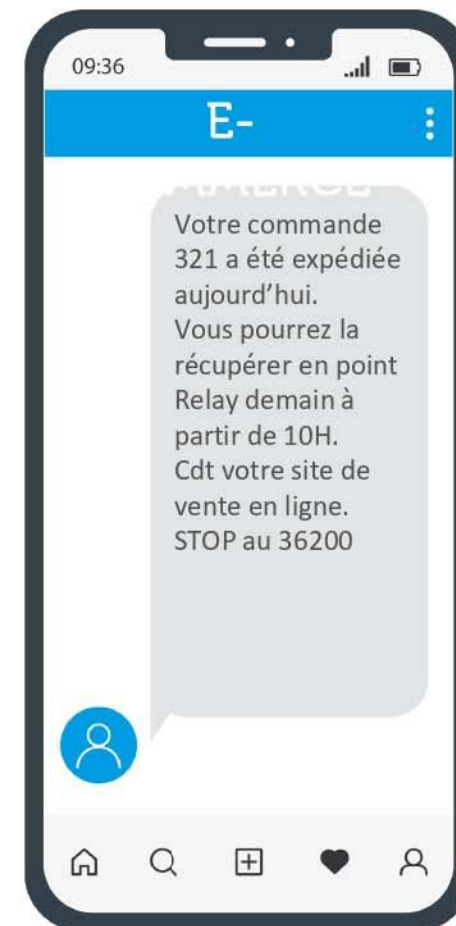 09:36
E-
Votre commande
321 a été expédiée
aujourd’hui.
Vous pourrez la
récupérer en point
Relay demain à
partir de 10H.
Cdt votre site de
vente en ligne.
STOP au 36200